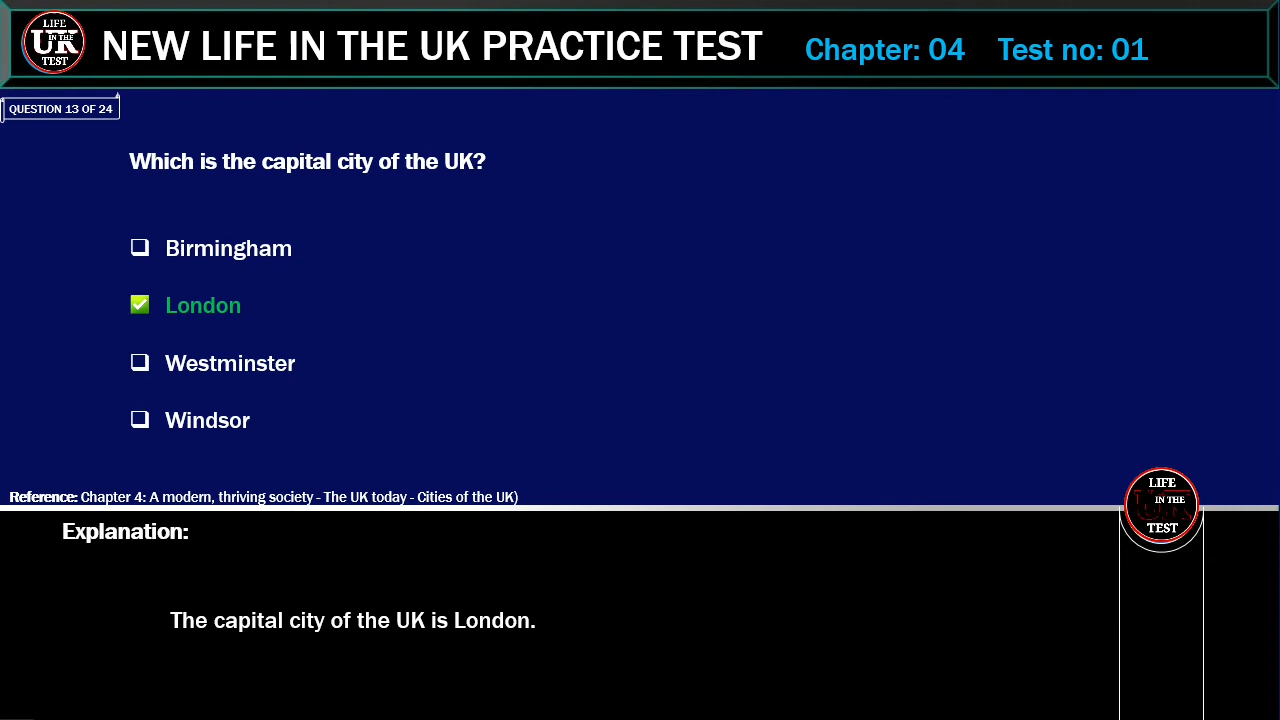 LIFE
UK
IN THE
TEST
NEW LIFE IN THE UK PRACTICE TEST
Chapter: 04
Test no: 01
QUESTION 13 OF 24
Which is the capital city of the UK?
Birmingham
London
Westminster
Windsor
Reference: Chapter 4: A modern, thriving society - The UK today - Cities of the UK)
LIFE
UK
IN THE
TEST
Explanation:
The capital city of the UK is London.